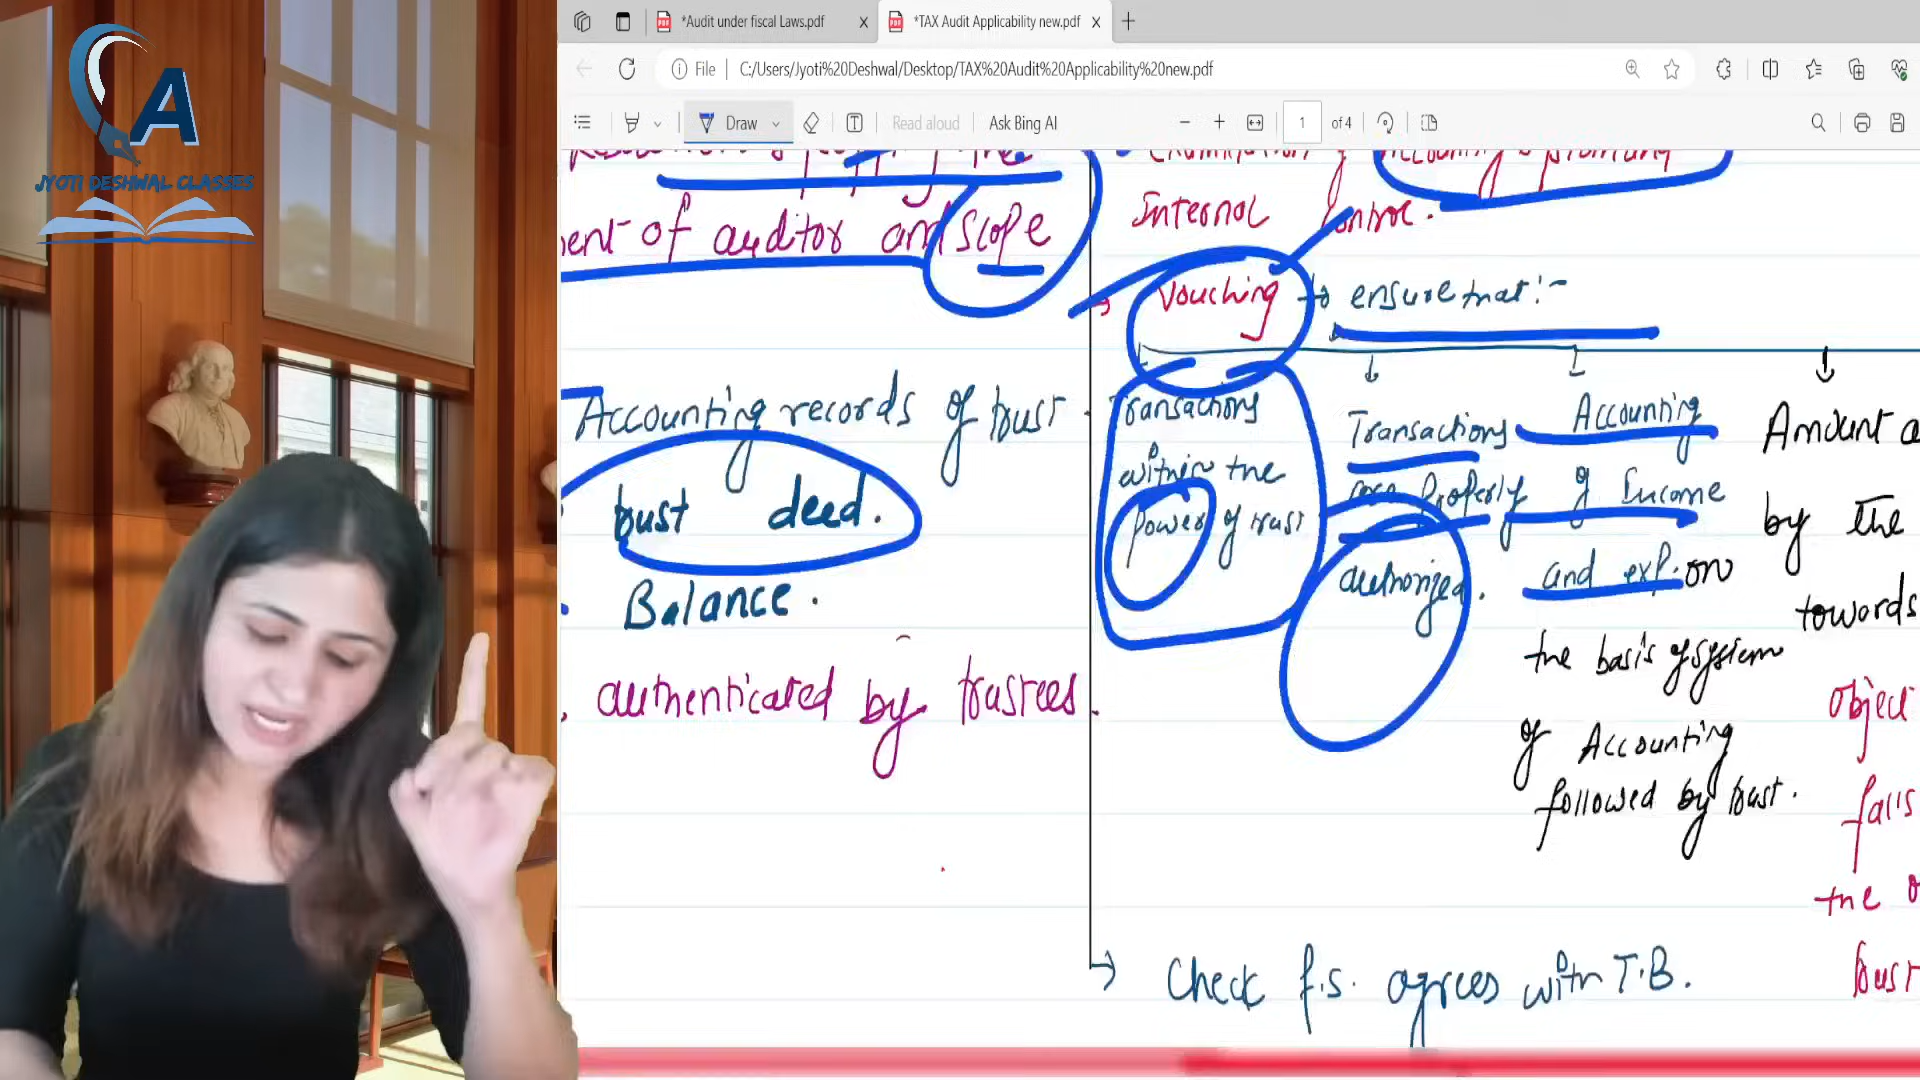 A
JYOTI DESHWAL CLASSES
*Audit under fiscal Laws.pdf
*TAX Audit Applicability new.pdf
File
C:/Users/Jyoti%20Deshwal/Desktop/TAX%20Audit%20Applicability%20new.pdf
Draw
Read aloud
Ask Bing AI
1 of 4
ent of auditor and scope
Accounting records of trust.
trust deed.
Balance.
authenticated by trustees.
Internal control.
Vouching → ensure that :-
Transactions
within the
power of trust
Transactions
are properly
authorized.
Accounting
of Income
and exp. on
the basis of system
of Accounting
followed by trust.
Amount a
by the
towards
object
falls
the o
trust
→ Check f.s. agrees with T.B.